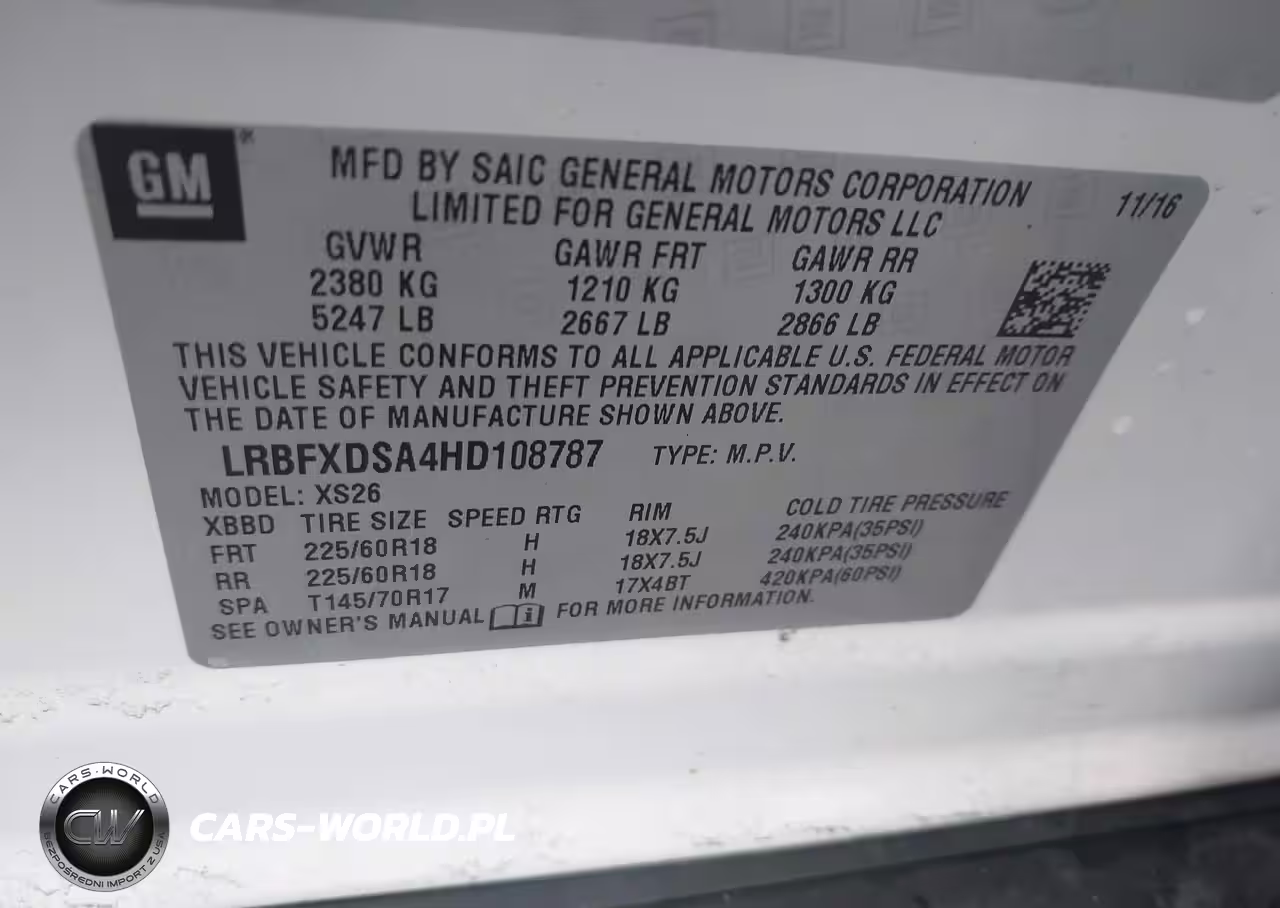 GM
MFD BY SAIC GENERAL MOTORS CORPORATION
LIMITED FOR GENERAL MOTORS LLC
11/16
GVWR GAWR FRT GAWR RR
2380 KG 1210 KG 1300 KG
5247 LB 2667 LB 2866 LB
THIS VEHICLE CONFORMS TO ALL APPLICABLE U.S. FEDERAL MOTOR
VEHICLE SAFETY AND THEFT PREVENTION STANDARDS IN EFFECT ON
THE DATE OF MANUFACTURE SHOWN ABOVE.
LRBFXDSA4HD108787 TYPE: M.P.V.
MODEL: XS26
XBBD TIRE SIZE SPEED RTG RIM COLD TIRE PRESSURE
FRT 225/60R18 H 18X7.5J 240KPA(35PSI)
RR 225/60R18 H 18X7.5J 240KPA(35PSI)
SPA T145/70R17 M 17X4BT 420KPA(60PSI)
SEE OWNER'S MANUAL FOR MORE INFORMATION.
CARS-WORLD
CW
BEZPOŚREDNI IMPORT Z USA
CARS-WORLD.PL